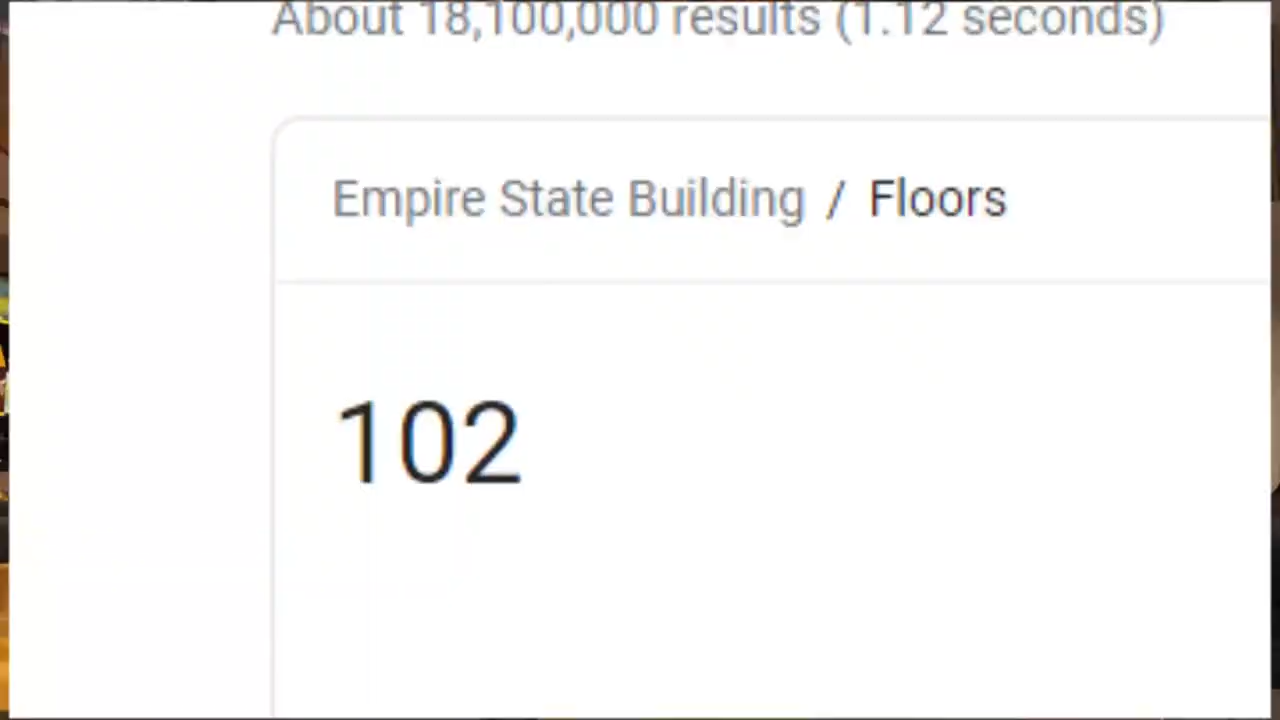 About 18,100,000 results (1.12 seconds)
Empire State Building / Floors
102